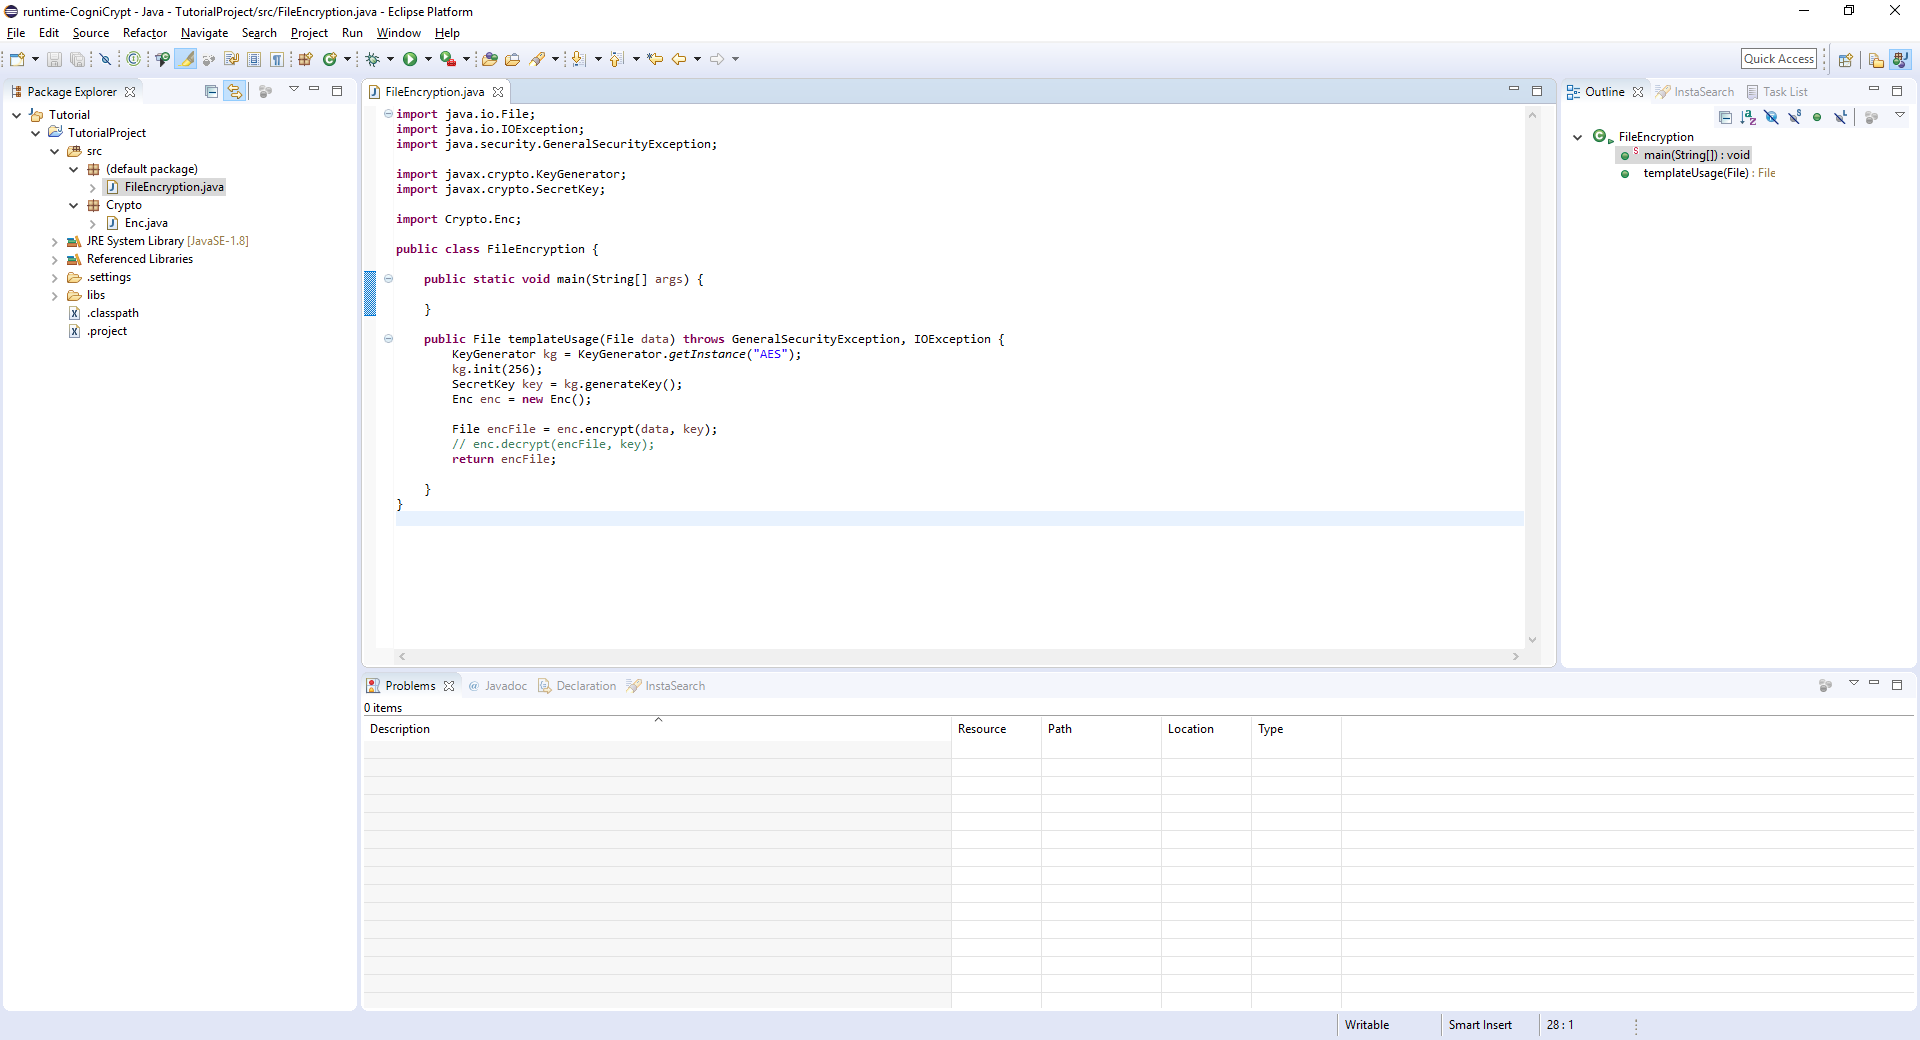 runtime-CogniCrypt - Java - TutorialProject/src/FileEncryption.java - Eclipse Platform
File Edit Source Refactor Navigate Search Project Run Window Help
Quick Access
Package Explorer
Tutorial
TutorialProject
src
(default package)
FileEncryption.java
Crypto
Enc.java
JRE System Library [JavaSE-1.8]
Referenced Libraries
.settings
libs
.classpath
.project
FileEncryption.java
import java.io.File;
import java.io.IOException;
import java.security.GeneralSecurityException;
import javax.crypto.KeyGenerator;
import javax.crypto.SecretKey;
import Crypto.Enc;
public class FileEncryption {
public static void main(String[] args) {
}
public File templateUsage(File data) throws GeneralSecurityException, IOException {
KeyGenerator kg = KeyGenerator.getInstance("AES");
kg.init(256);
SecretKey key = kg.generateKey();
Enc enc = new Enc();
File encFile = enc.encrypt(data, key);
// enc.decrypt(encFile, key);
return encFile;
}
}
Outline InstaSearch Task List
FileEncryption
main(String[]) : void
templateUsage(File) : File
Problems Javadoc Declaration InstaSearch
0 items
Description Resource Path Location Type
Writable Smart Insert 28 : 1